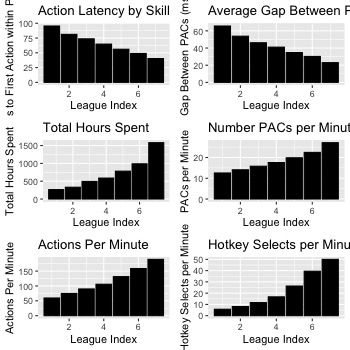 Action Latency by Skill
s to First Action within P
100
75
50
25
0
2 4 6
League Index
Average Gap Between P
Gap Between PACs (ms
60
40
20
0
2 4 6
League Index
Total Hours Spent
Total Hours Spent
1500
1000
500
0
2 4 6
League Index
Number PACs per Minut
PACs per Minute
20
10
0
2 4 6
League Index
Actions Per Minute
Actions Per Minute
150
100
50
0
2 4 6
League Index
Hotkey Selects per Minu
Hotkey Selects per Minute
50
40
30
20
10
0
2 4 6
League Index